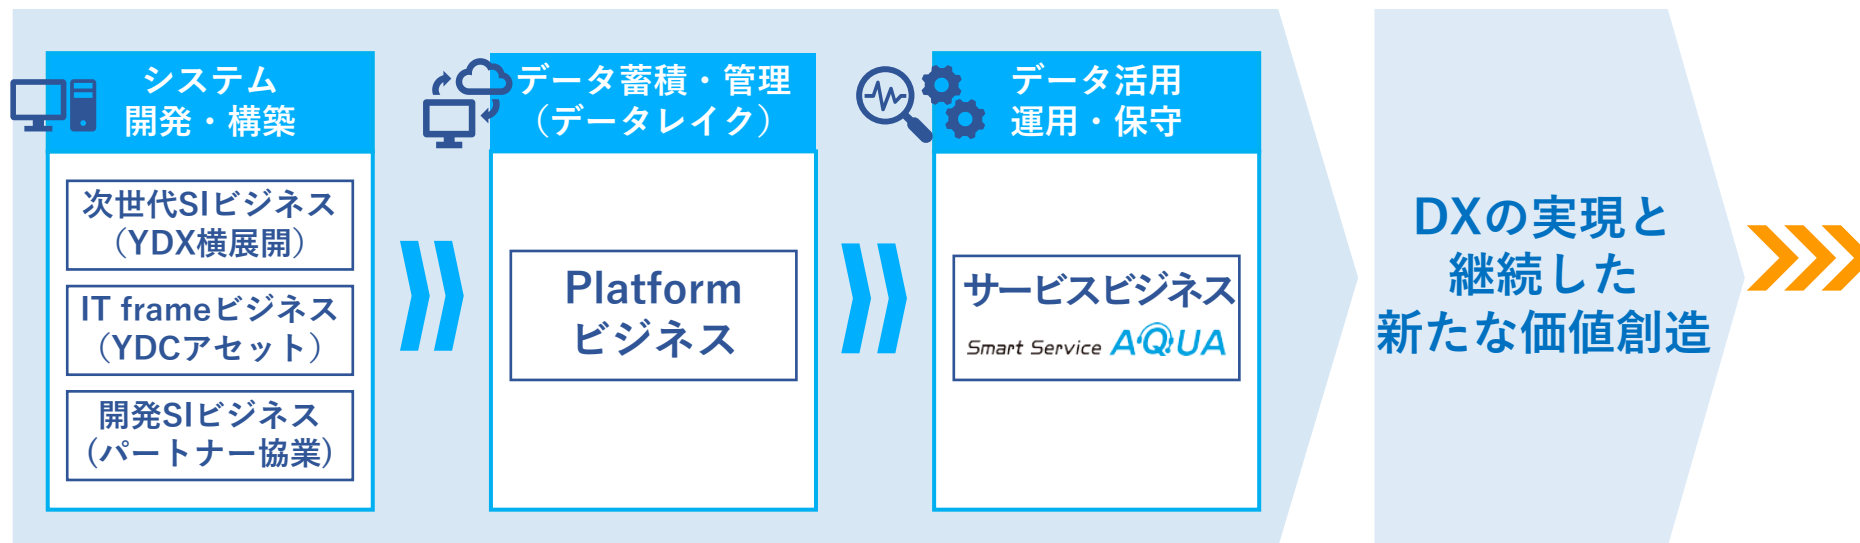 システム
開発・構築
次世代SIビジネス
（YDX横展開）
IT frameビジネス
（YDCアセット）
開発SIビジネス
（パートナー協業）
データ蓄積・管理
（データレイク）
Platform
ビジネス
データ活用
運用・保守
サービスビジネス
Smart Service AQUA
DXの実現と
継続した
新たな価値創造